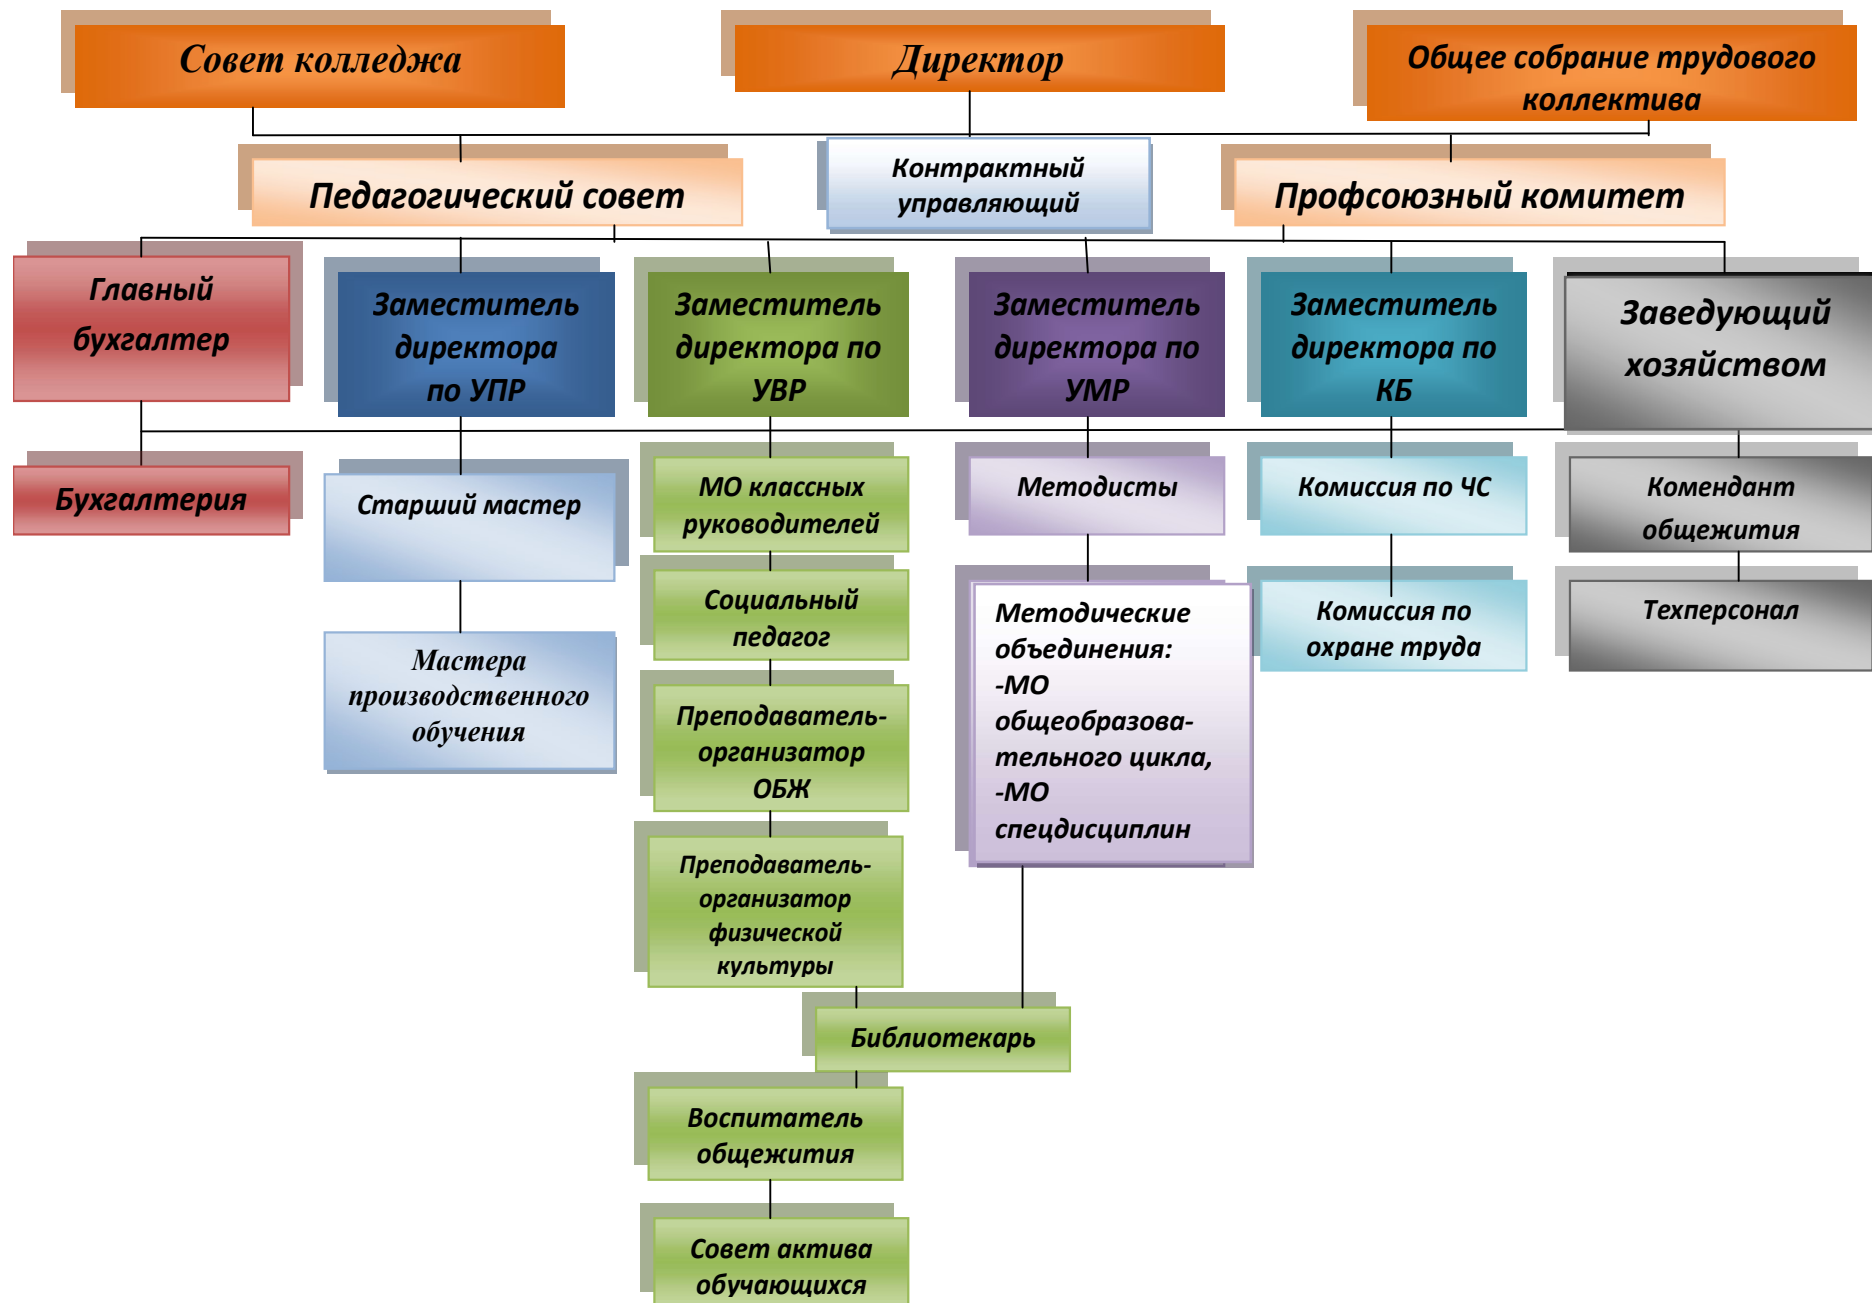 Совет колледжа
Директор
Общее собрание трудового
коллектива
Педагогический совет
Контрактный
управляющий
Профсоюзный комитет
Главный
бухгалтер
Заместитель
директора
по УПР
Заместитель
директора по
УВР
Заместитель
директора по
УМР
Заместитель
директора по
КБ
Заведующий
хозяйством
Бухгалтерия
Старший мастер
МО классных
руководителей
Методисты
Комиссия по ЧС
Комендант
общежития
Мастера
производственного
обучения
Социальный
педагог
Методические
объединения:
-МО
общеобразова-
тельного цикла,
-МО
спецдисциплин
Комиссия по
охране труда
Техперсонал
Преподаватель-
организатор
ОБЖ
Преподаватель-
организатор
физической
культуры
Библиотекарь
Воспитатель
общежития
Совет актива
обучающихся